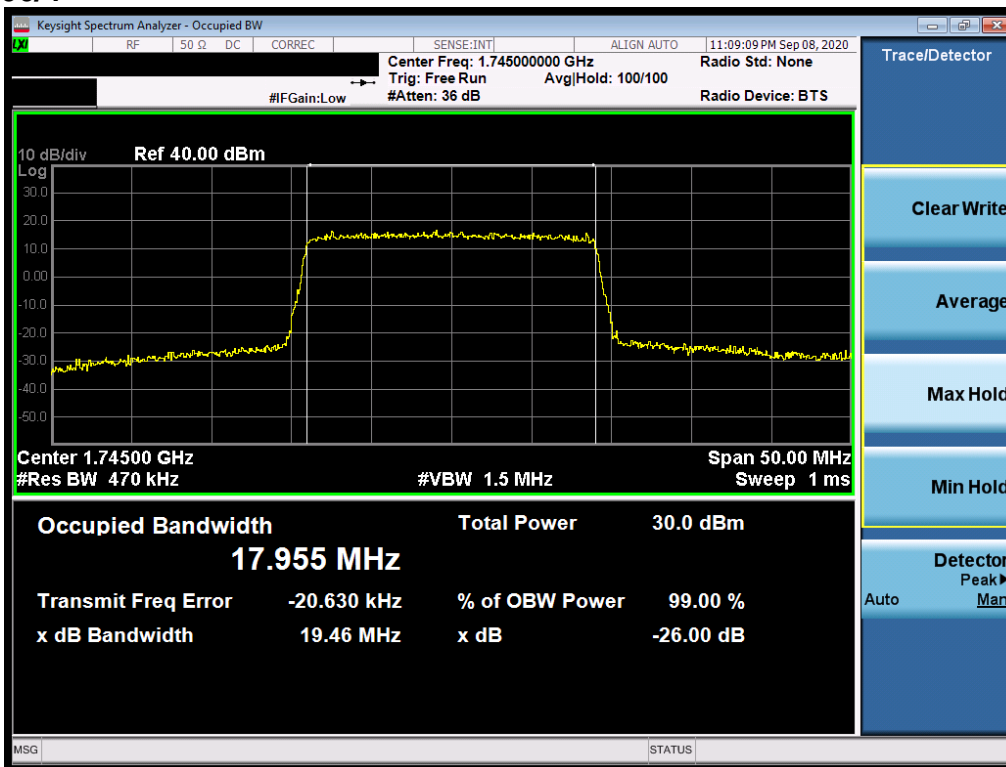 Keysight Spectrum Analyzer - Occupied BW
LXI RF 50 Ω DC CORREC SENSE:INT ALIGN AUTO 11:09:09 PM Sep 08, 2020
Center Freq: 1.745000000 GHz Radio Std: None
Trig: Free Run Avg|Hold: 100/100
#IFGain:Low #Atten: 36 dB Radio Device: BTS
10 dB/div Ref 40.00 dBm
Log
30.0
20.0
10.0
0.00
-10.0
-20.0
-30.0
-40.0
-50.0
Center 1.74500 GHz Span 50.00 MHz
#Res BW 470 kHz #VBW 1.5 MHz Sweep 1 ms
Occupied Bandwidth Total Power 30.0 dBm
17.955 MHz
Transmit Freq Error -20.630 kHz % of OBW Power 99.00 %
x dB Bandwidth 19.46 MHz x dB -26.00 dB
MSG STATUS
Trace/Detector
Clear Write
Average
Max Hold
Min Hold
Detector
Peak▶
Auto Man